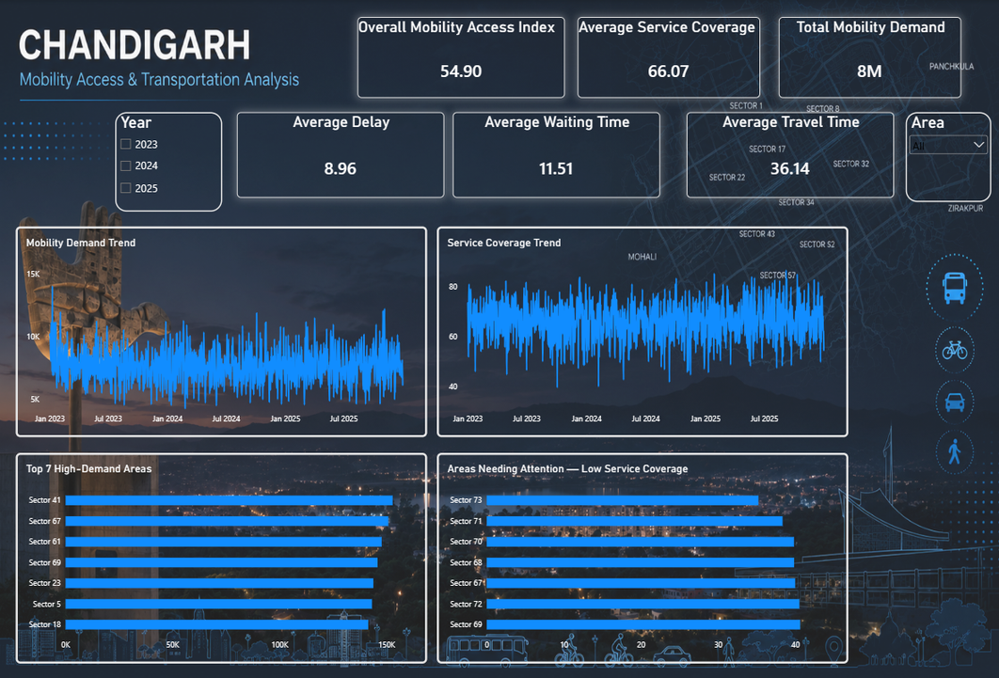 CHANDIGARH
Mobility Access & Transportation Analysis
Overall Mobility Access Index
54.90
Average Service Coverage
66.07
Total Mobility Demand
8M
PANCHKULA
SECTOR 1
SECTOR 8
Year
2023
2024
2025
Average Delay
8.96
Average Waiting Time
11.51
Average Travel Time
36.14
SECTOR 17
SECTOR 22
SECTOR 32
SECTOR 34
Area
All
ZIRAKPUR
Mobility Demand Trend
15K
10K
5K
Jan 2023
Jul 2023
Jan 2024
Jul 2024
Jan 2025
Jul 2025
Service Coverage Trend
SECTOR 43
SECTOR 52
MOHALI
SECTOR 57
80
60
40
Jan 2023
Jul 2023
Jan 2024
Jul 2024
Jan 2025
Jul 2025
Top 7 High-Demand Areas
Sector 41
Sector 67
Sector 61
Sector 69
Sector 23
Sector 5
Sector 18
0K
50K
100K
150K
Areas Needing Attention — Low Service Coverage
Sector 73
Sector 71
Sector 70
Sector 68
Sector 67
Sector 72
Sector 69
0
10
20
30
40